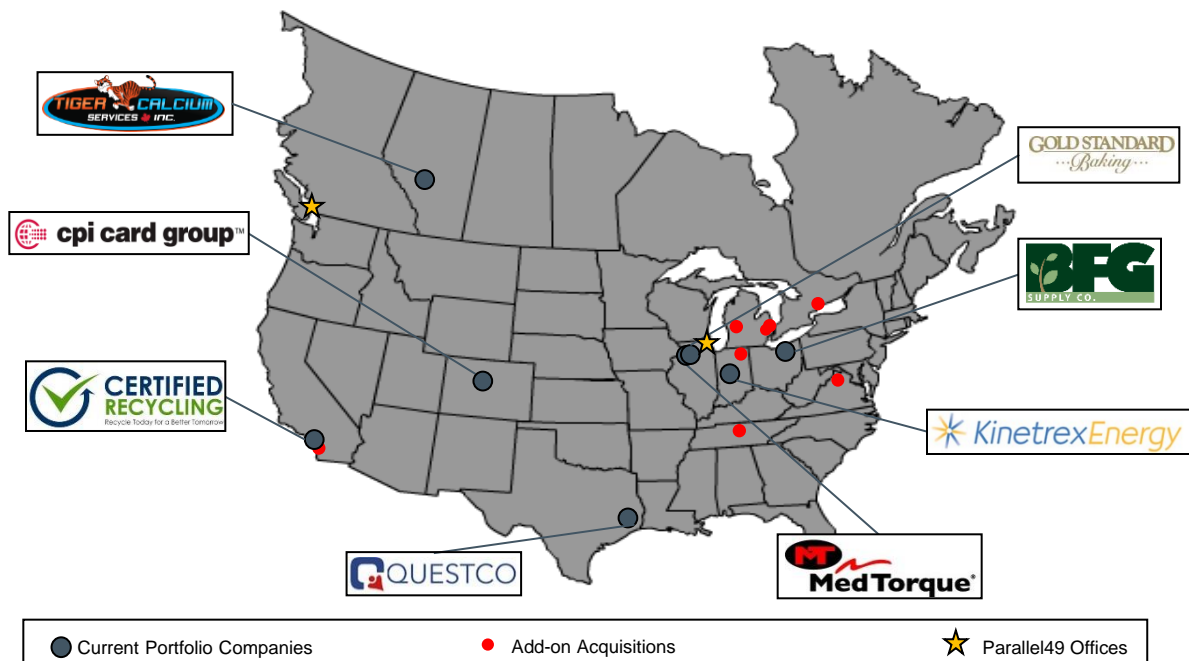 TIGER CALCIUM
SERVICES INC.
GOLD STANDARD
Baking
cpi card group™
BFG
SUPPLY CO.
CERTIFIED
RECYCLING
Recycle Today for a Better Tomorrow
KinetrexEnergy
QUESTCO
MT
MedTorque®
Current Portfolio Companies
Add-on Acquisitions
Parallel49 Offices